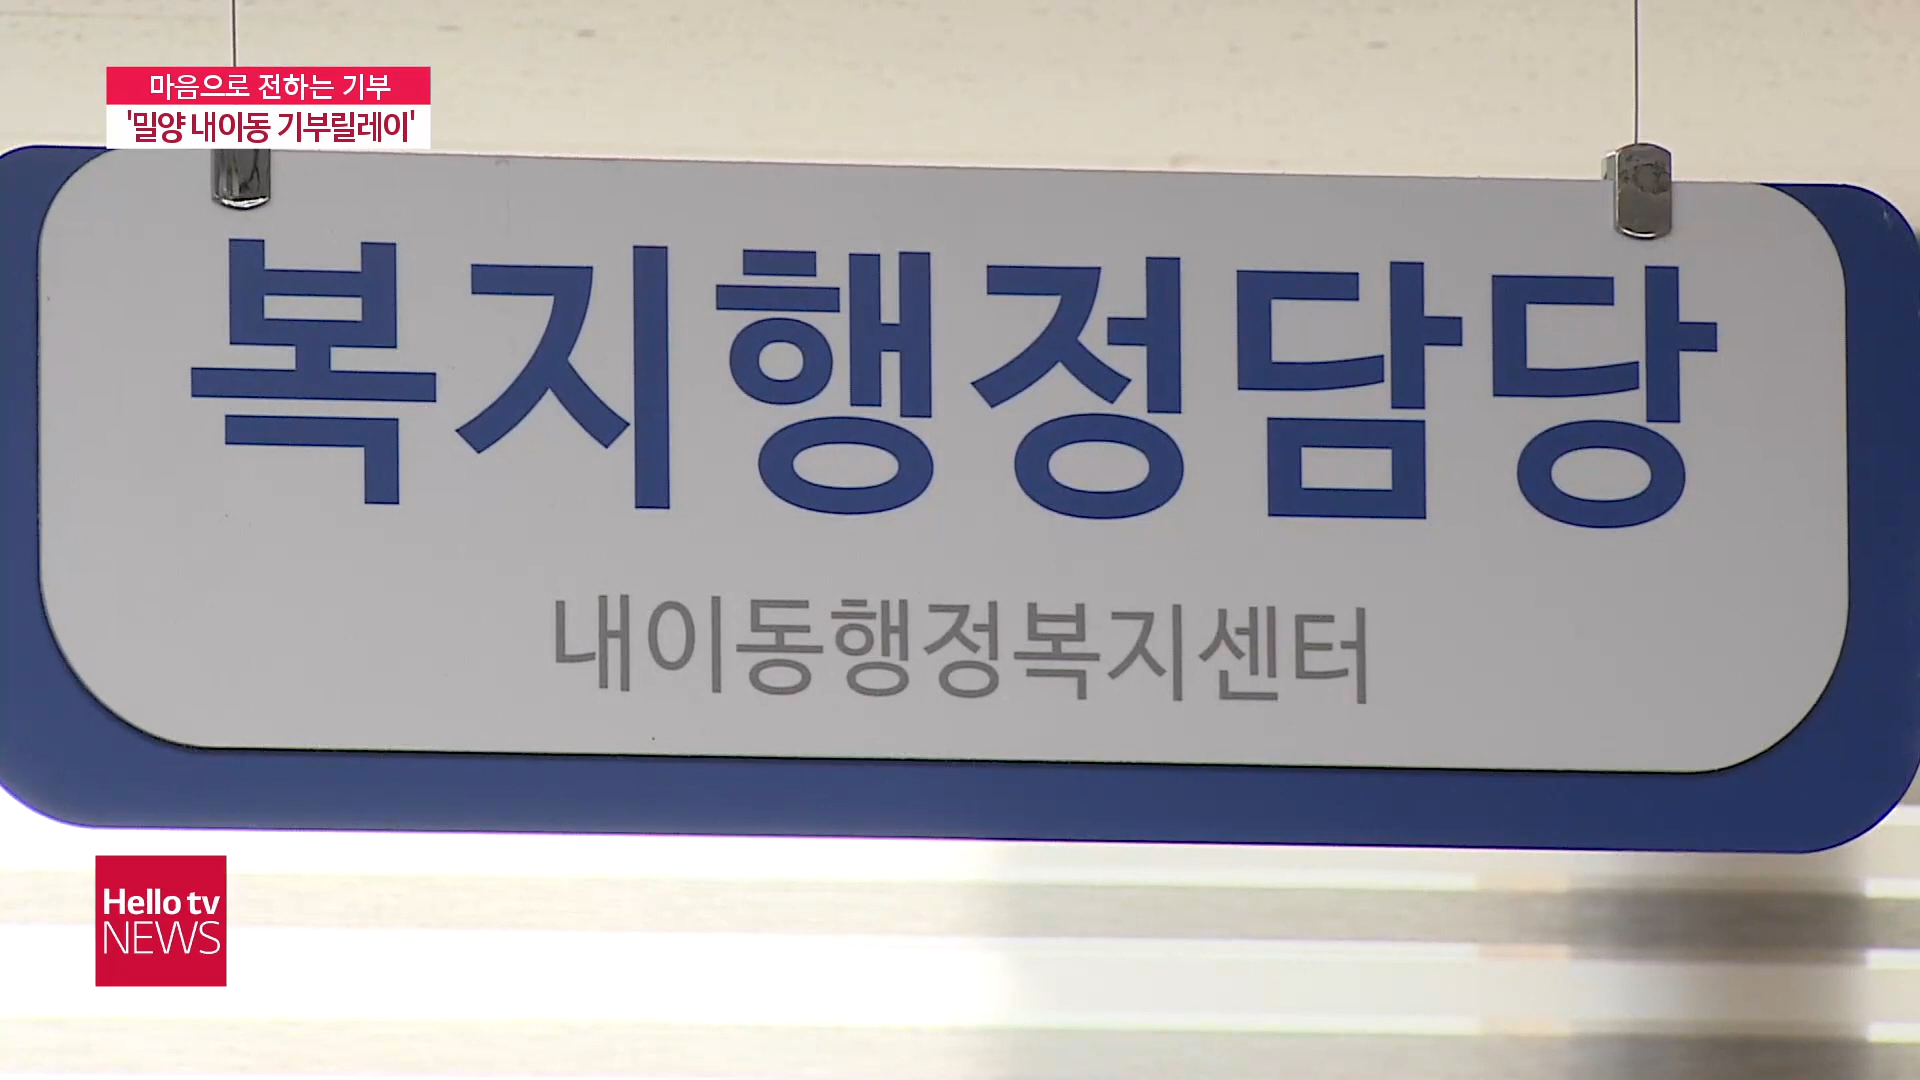 마음으로 전하는 기부
'밀양 내이동 기부릴레이'
복지행정담당
내이동행정복지센터
Hello tv
NEWS